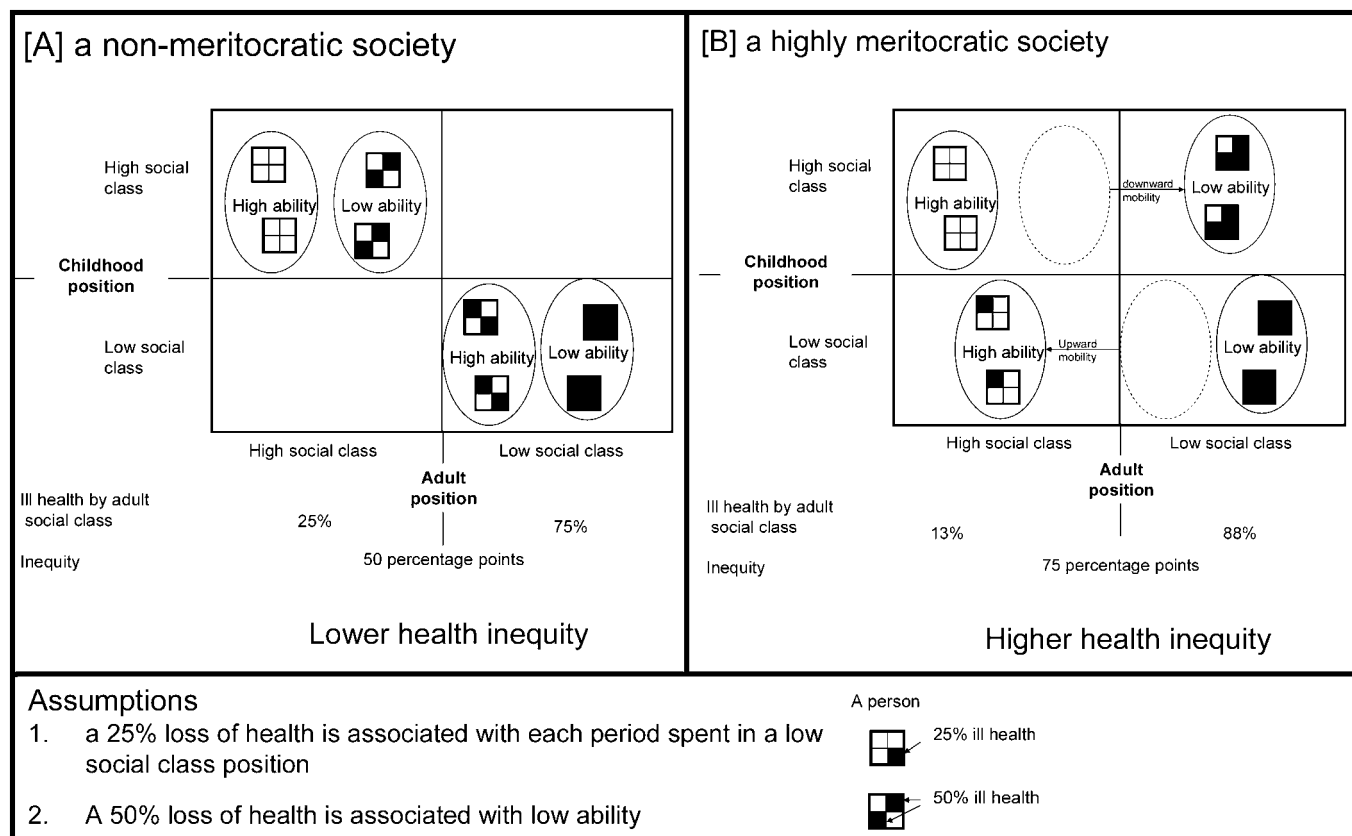 [A] a non-meritocratic society
High social
class
High ability
Low ability
Childhood
position
Low social
class
High ability
Low ability
High social class
Low social class
Adult
position
Ill health by adult
social class
25%
75%
Inequity
50 percentage points
Lower health inequity
[B] a highly meritocratic society
High social
class
High ability
downward
mobility
Low ability
Childhood
position
Low social
class
High ability
Upward
mobility
Low ability
High social class
Low social class
Adult
position
Ill health by adult
social class
13%
88%
Inequity
75 percentage points
Higher health inequity
Assumptions
1. a 25% loss of health is associated with each period spent in a low
social class position
2. A 50% loss of health is associated with low ability
A person
25% ill health
50% ill health